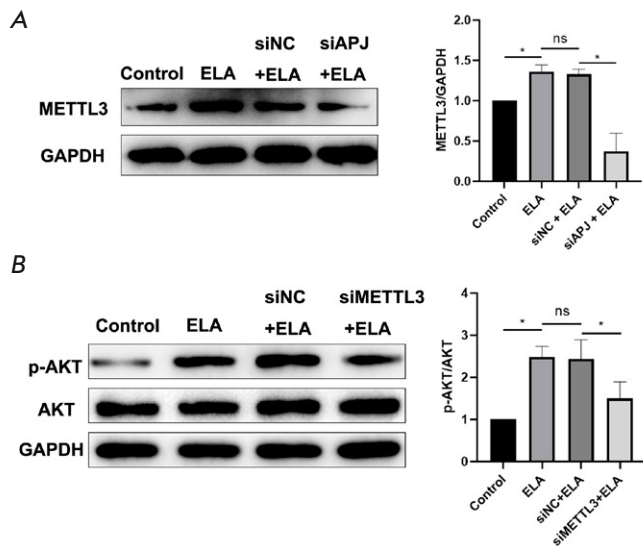 A
Control ELA siNC +ELA siAPJ +ELA
METTL3
GAPDH
METTL3/GAPDH
2.0
1.5
1.0
0.5
0.0
* ns *
Control
ELA
siNC + ELA
siAPJ + ELA
B
Control ELA siNC +ELA siMETTL3 +ELA
p-AKT
AKT
GAPDH
p-AKT/AKT
4
3
2
1
0
* ns *
Control
ELA
siNC+ELA
siMETTL3+ELA